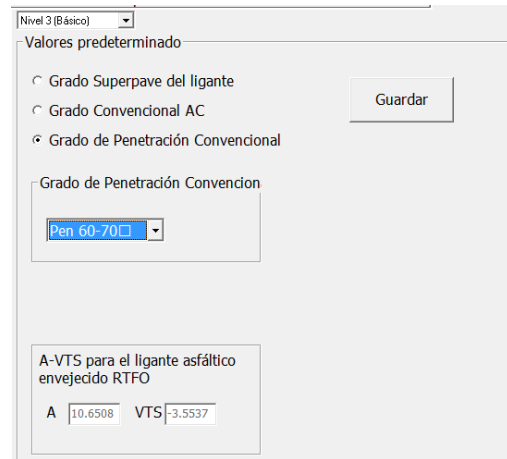 Nivel 3 (Básico)
Valores predeterminado
Grado Superpave del ligante
Guardar
Grado Convencional AC
Grado de Penetración Convencional
Grado de Penetración Convencion
Pen 60-70□
A-VTS para el ligante asfáltico
envejecido RTFO
A 10.6508 VTS -3.5537